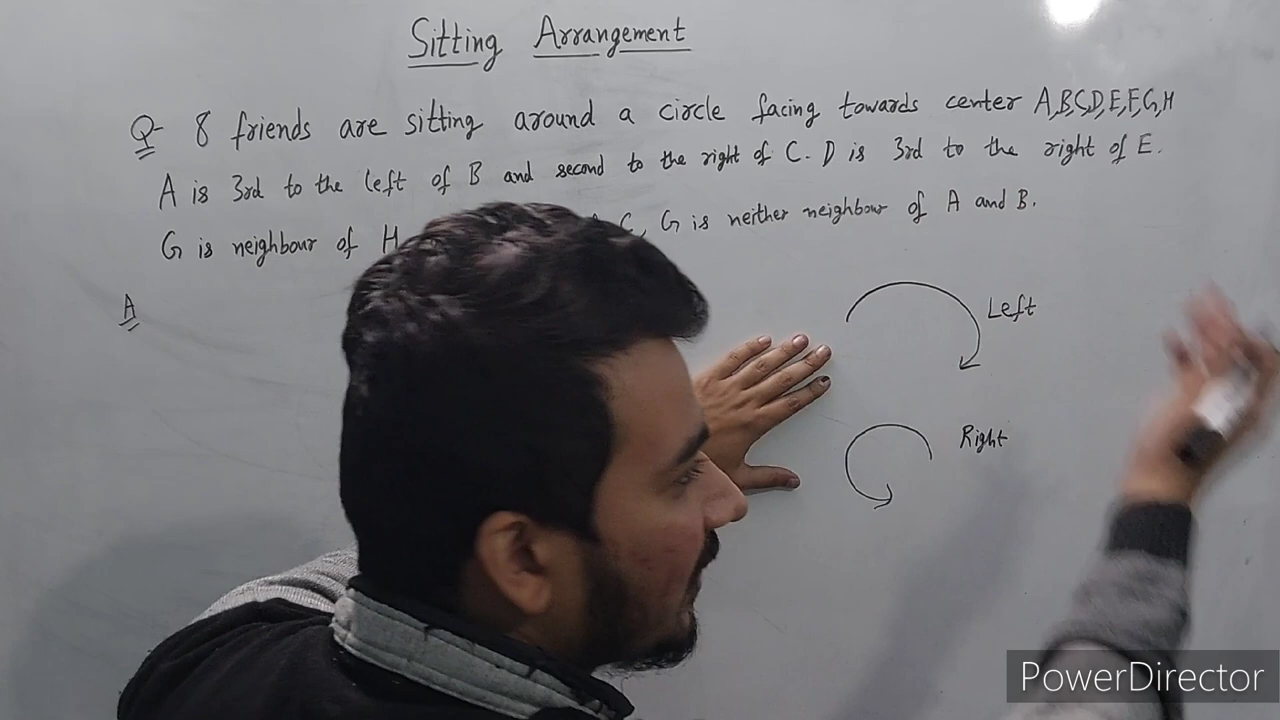 Sitting Arrangement
Q- 8 friends are sitting around a circle facing towards center A,B,C,D,E,F,G,H
A is 3rd to the left of B and second to the right of C. D is 3rd to the right of E.
G is neighbour of H C, G is neither neighbour of A and B.
A
Left
Right
PowerDirector